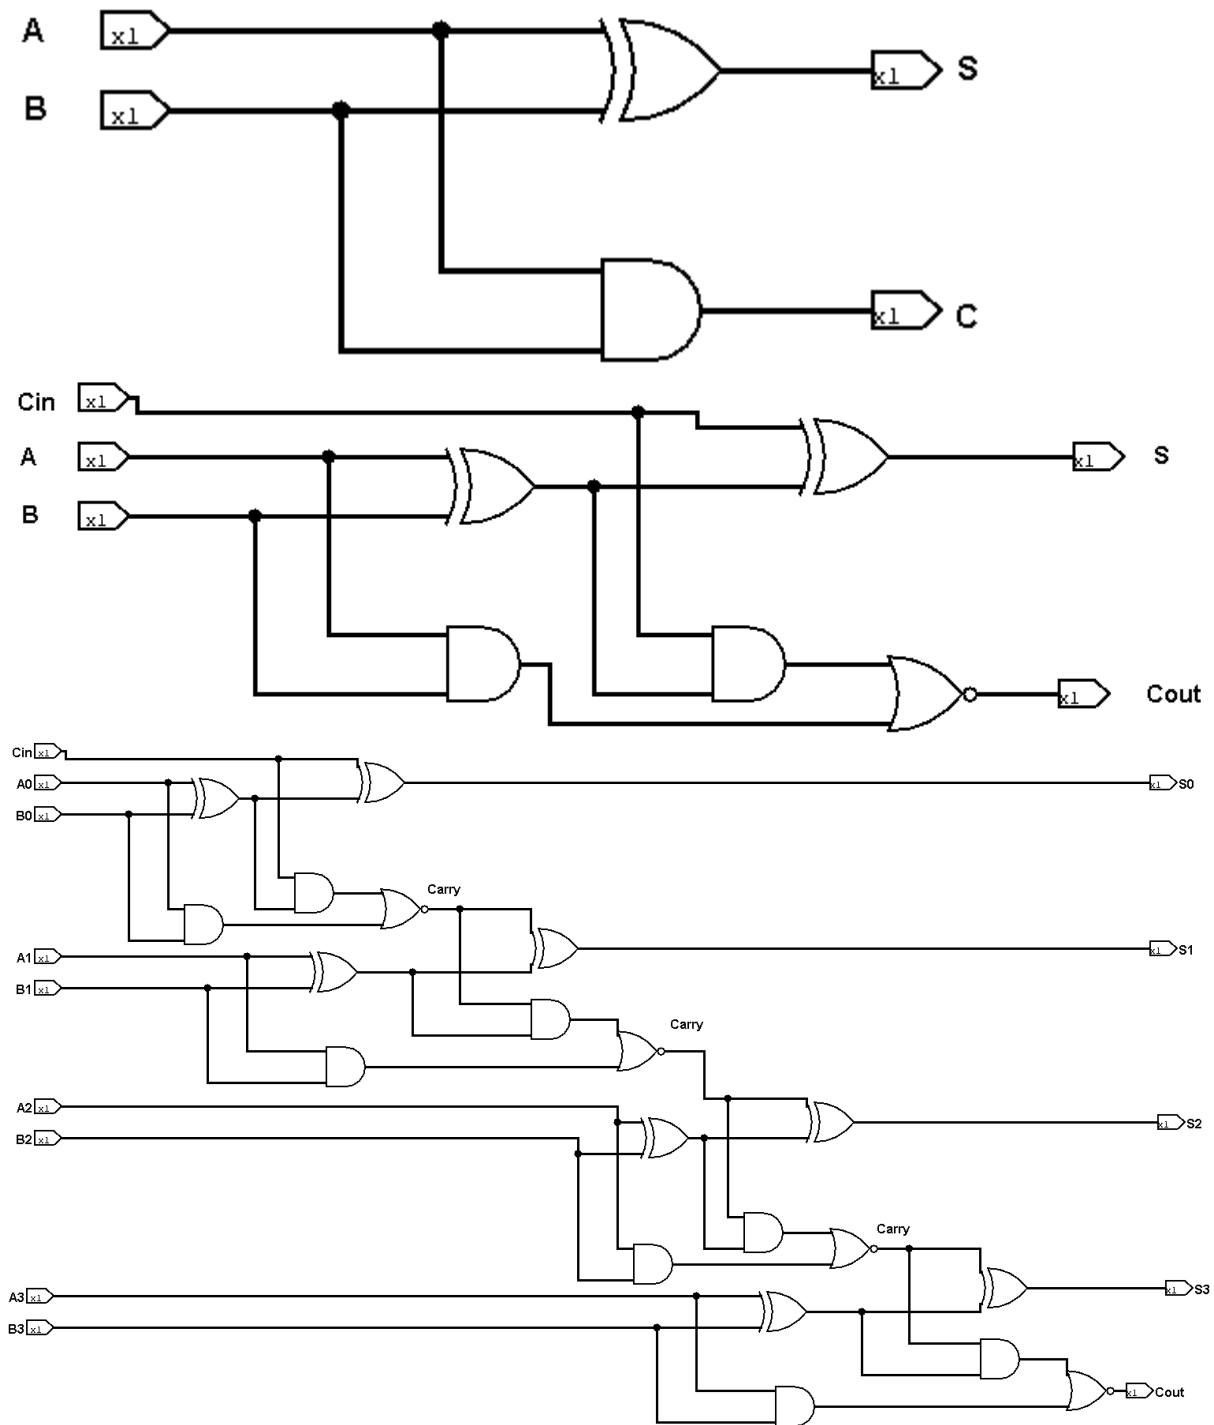 A x1
x1 S
B x1
x1 C
Cin x1
A x1
x1 S
B x1
x1 Cout
Cin x1
A0 x1
x1 S0
B0 x1
Carry
x1 S1
A1 x1
B1 x1
Carry
A2 x1
x1 S2
B2 x1
Carry
x1 S3
A3 x1
B3 x1
x1 Cout